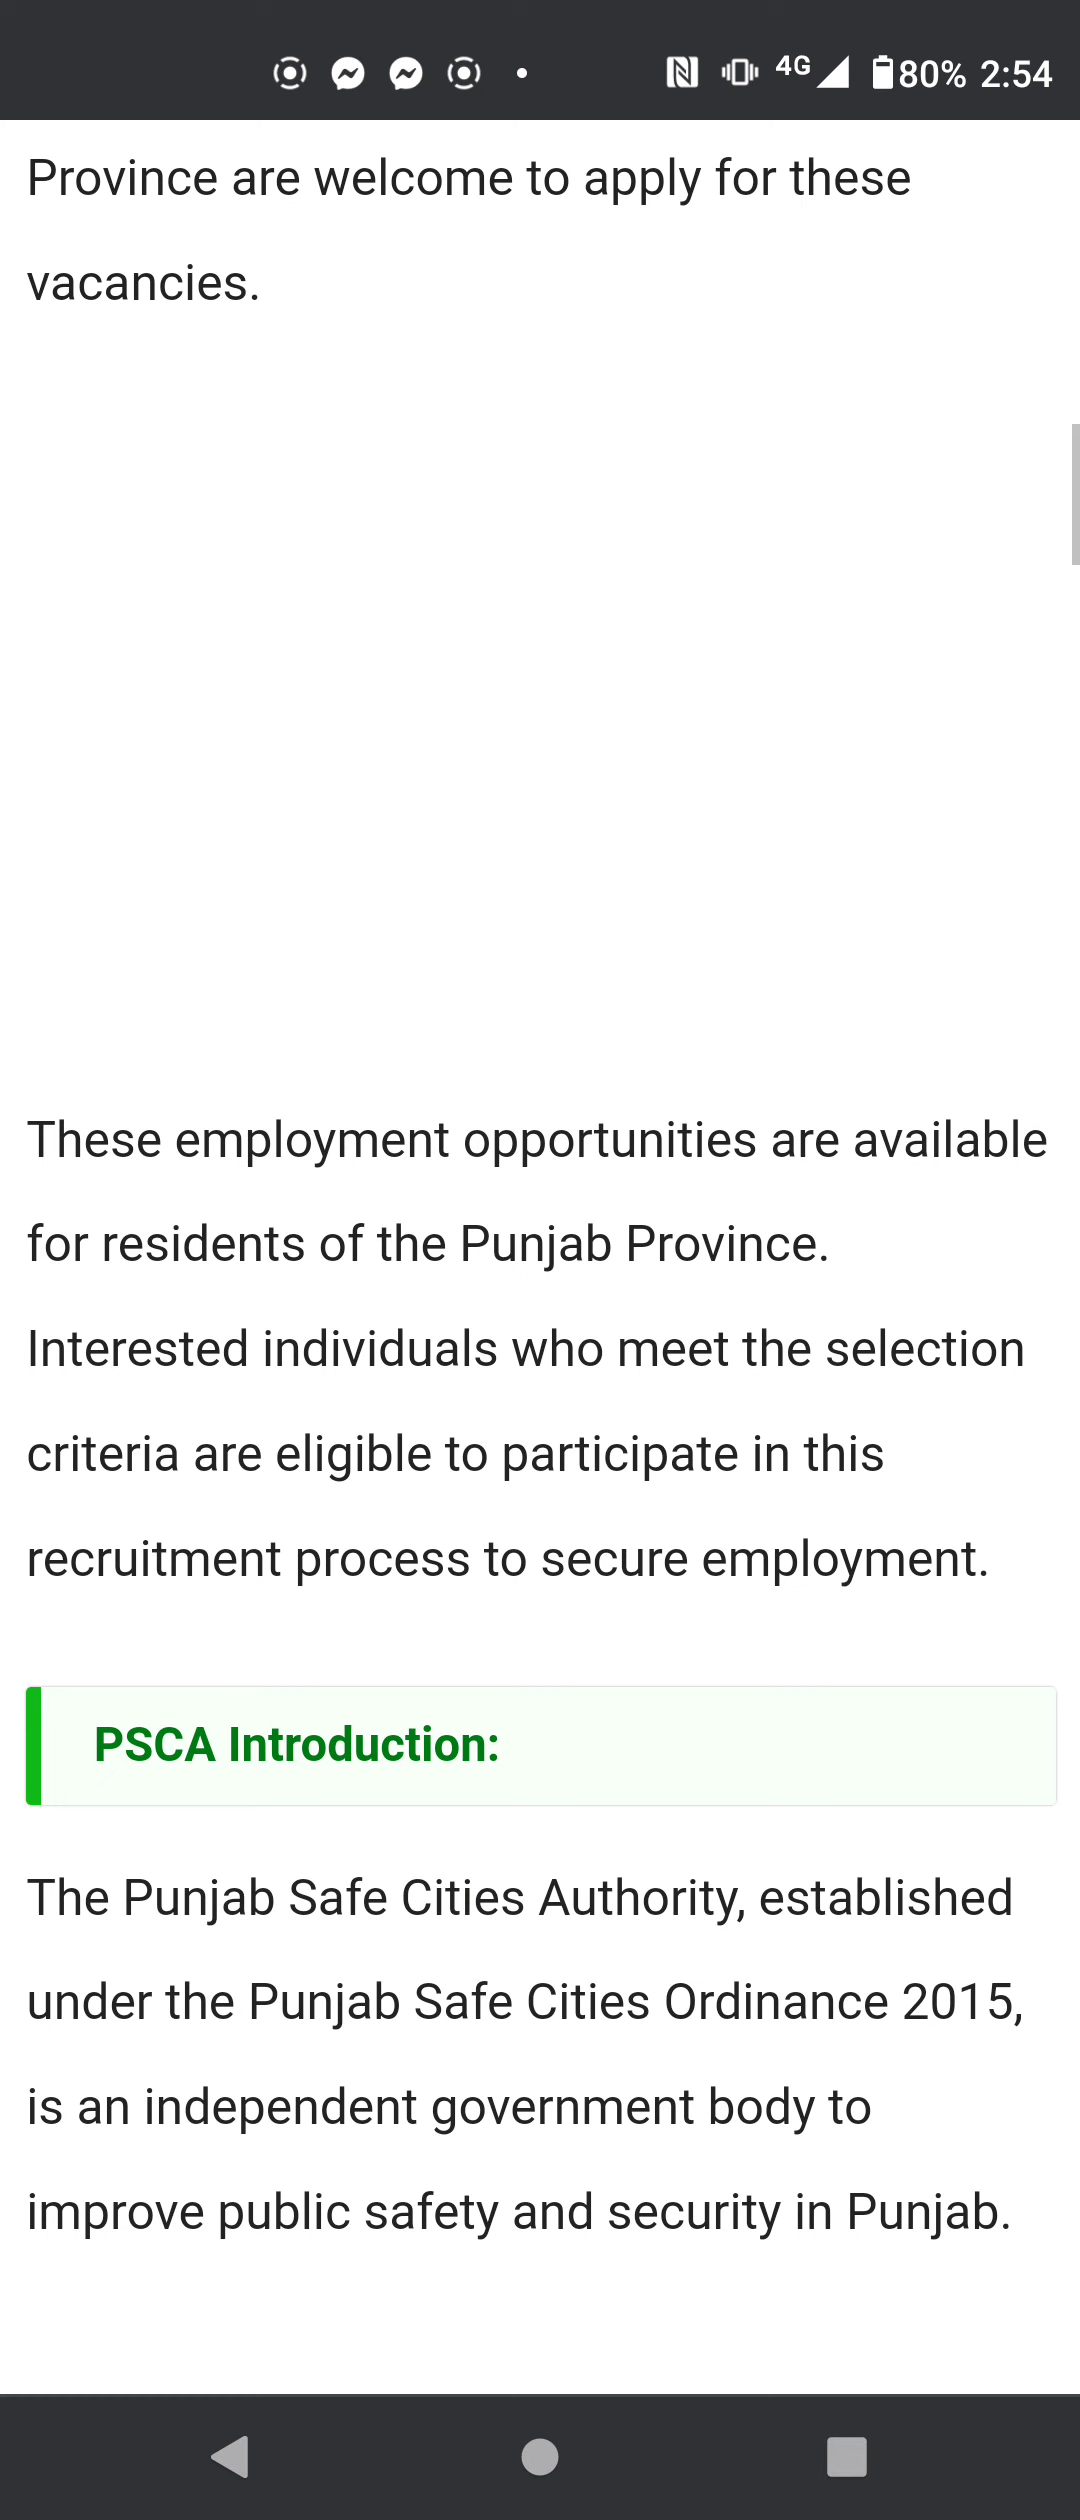 4G 80% 2:54
Province are welcome to apply for these
vacancies.
These employment opportunities are available
for residents of the Punjab Province.
Interested individuals who meet the selection
criteria are eligible to participate in this
recruitment process to secure employment.
PSCA Introduction:
The Punjab Safe Cities Authority, established
under the Punjab Safe Cities Ordinance 2015,
is an independent government body to
improve public safety and security in Punjab.